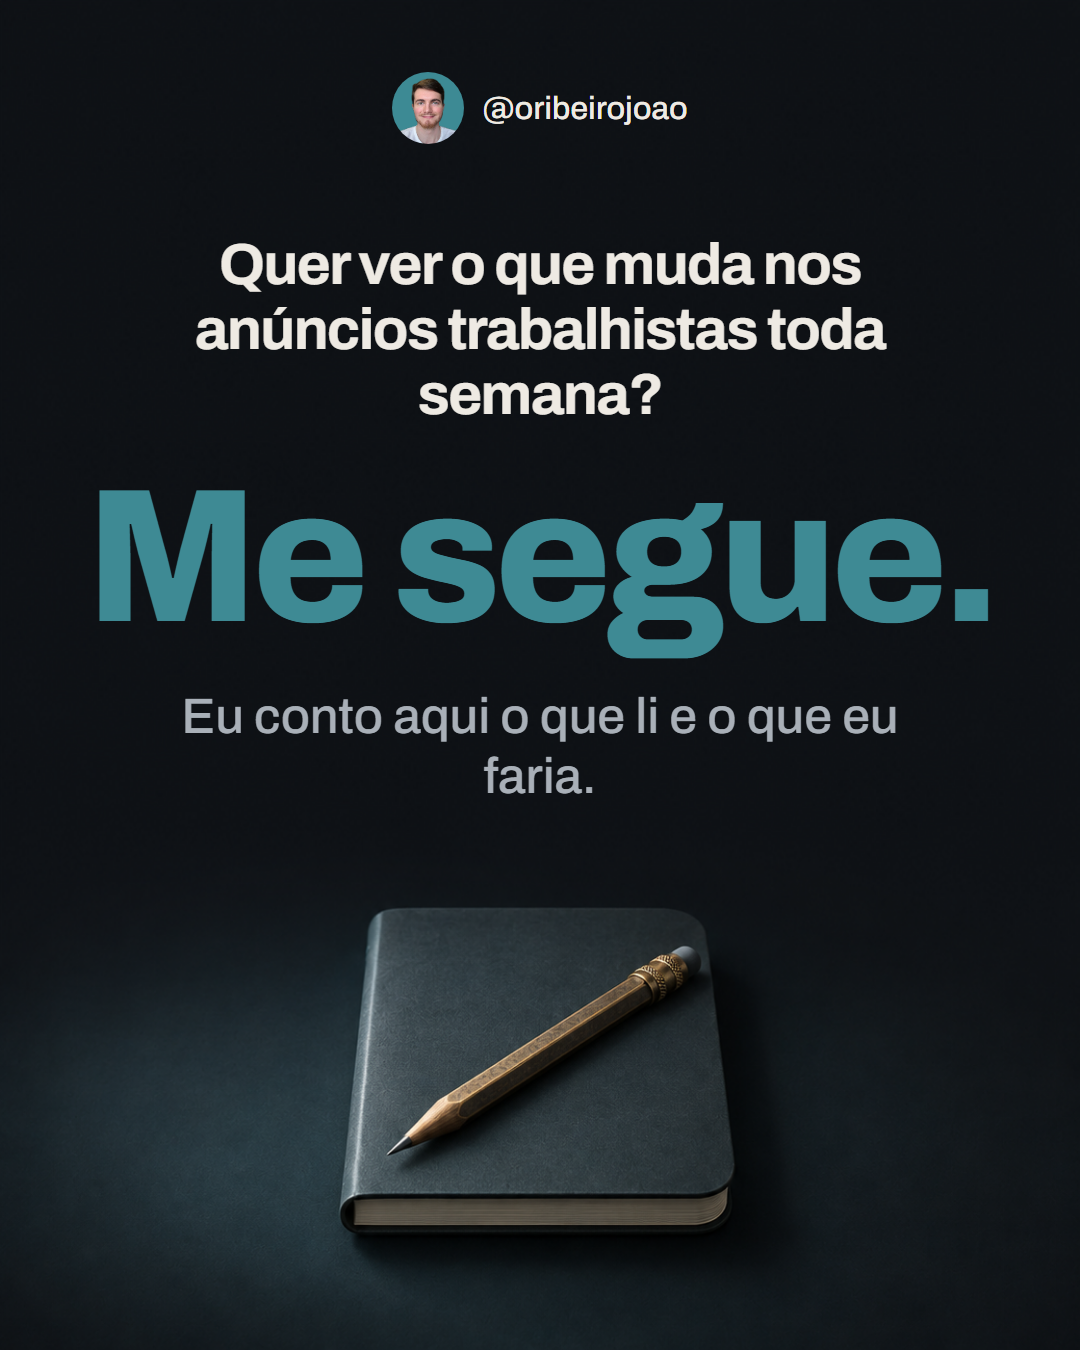 @oribeirojoao
Quer ver o que muda nos
anúncios trabalhistas toda
semana?
Me segue.
Eu conto aqui o que li e o que eu
faria.